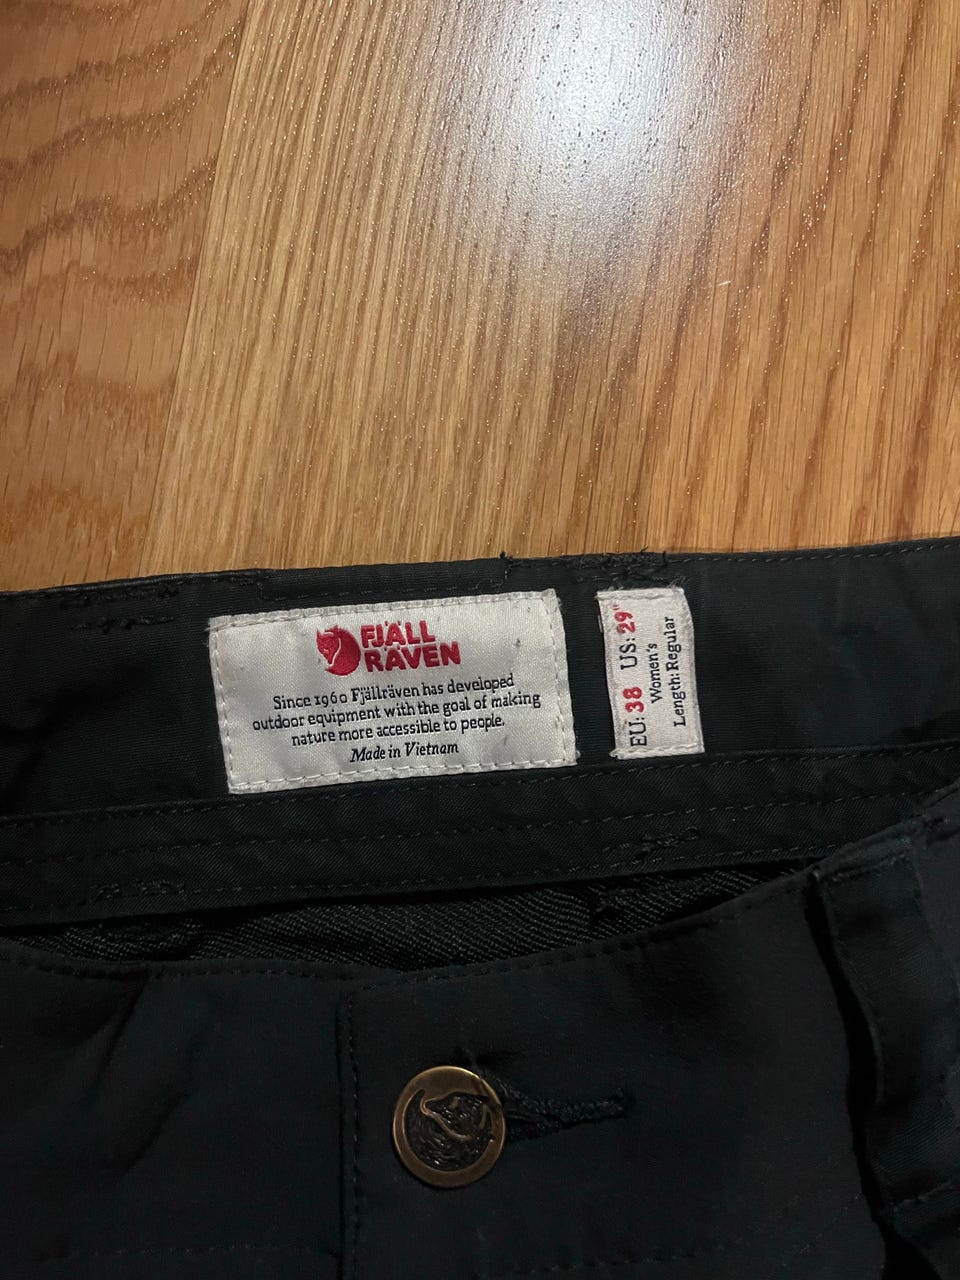 FJÄLL
RÄVEN
Since 1960 Fjällräven has developed
outdoor equipment with the goal of making
nature more accessible to people.
Made in Vietnam
EU: 38 US: 29"
Women's
Length: Regular